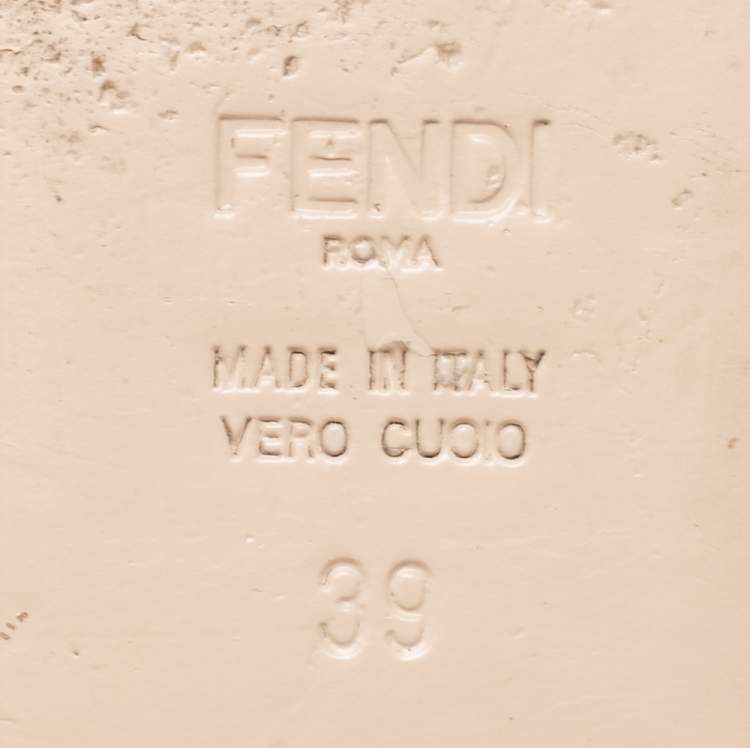 FENDI
ROMA
MADE IN ITALY
VERO CUOIO
39